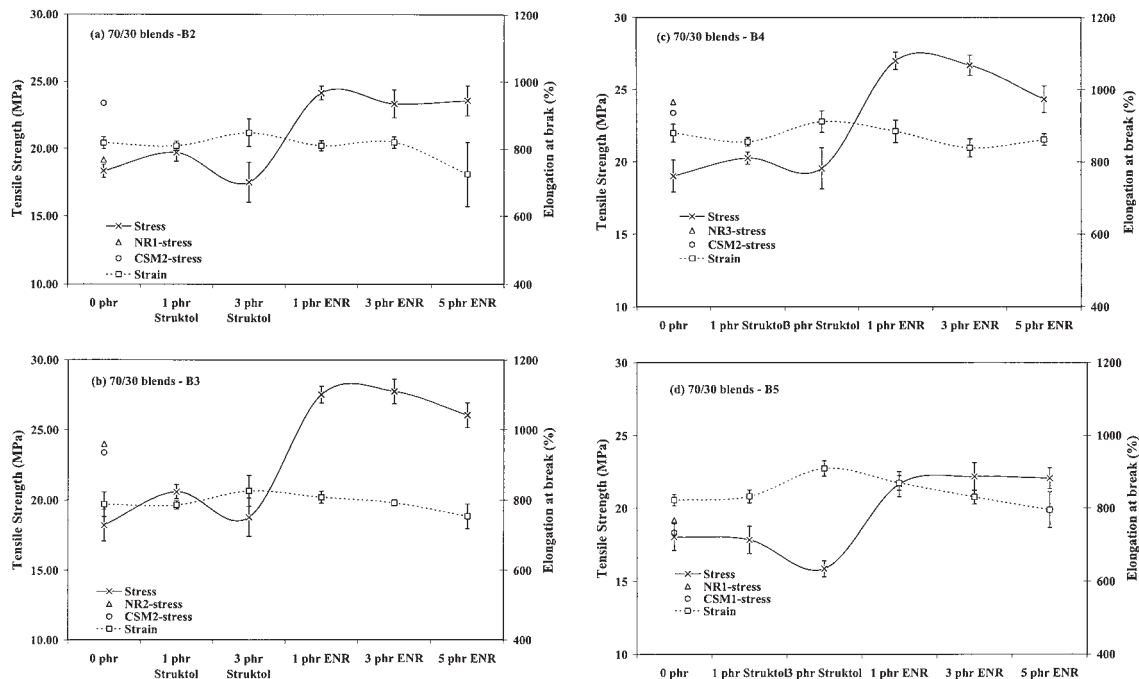 (a) 70/30 blends -B2
Tensile Strength (MPa)
30.00
25.00
20.00
15.00
10.00
1200
1000
800
600
400
Elongation at brak (%)
Stress
NR1-stress
CSM2-stress
Strain
0 phr
1 phr Struktol
3 phr Struktol
1 phr ENR
3 phr ENR
5 phr ENR
(c) 70/30 blends - B4
Tensile Strength (MPa)
30
25
20
15
10
1200
1000
800
600
400
Elongation at break (%)
Stress
NR3-stress
CSM2-stress
Strain
0 phr
1 phr Struktol
3 phr Struktol
1 phr ENR
3 phr ENR
5 phr ENR
(b) 70/30 blends - B3
Tensile Strength (MPa)
30.00
25.00
20.00
15.00
10.00
1200
1000
800
600
400
Elongation at break (%)
Stress
NR2-stress
CSM2-stress
Strain
0 phr
1 phr Struktol
3 phr Struktol
1 phr ENR
3 phr ENR
5 phr ENR
(d) 70/30 blends - B5
Tensile Strength (MPa)
30
25
20
15
10
1200
1000
800
600
400
Elongation at break (%)
Stress
NR1-stress
CSM1-stress
Strain
0 phr
1 phr Struktol
3 phr Struktol
1 phr ENR
3 phr ENR
5 phr ENR